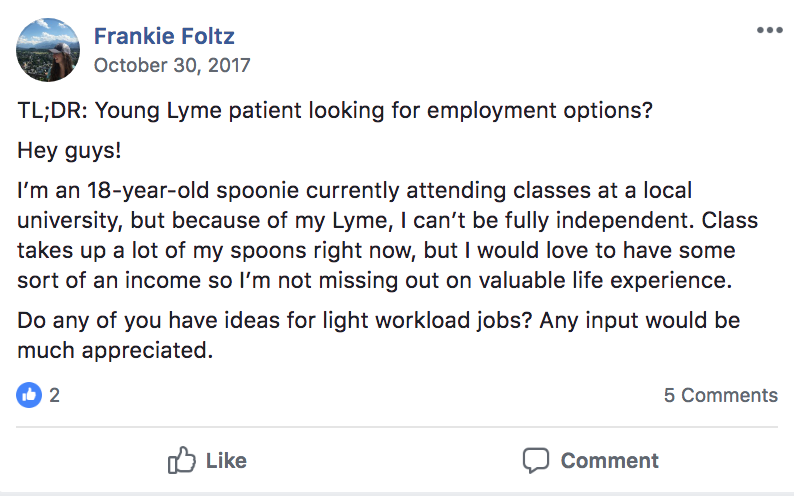 Frankie Foltz
October 30, 2017
TL;DR: Young Lyme patient looking for employment options?
Hey guys!
I’m an 18-year-old spoonie currently attending classes at a local
university, but because of my Lyme, I can’t be fully independent. Class
takes up a lot of my spoons right now, but I would love to have some
sort of an income so I’m not missing out on valuable life experience.
Do any of you have ideas for light workload jobs? Any input would be
much appreciated.
2 5 Comments
Like Comment